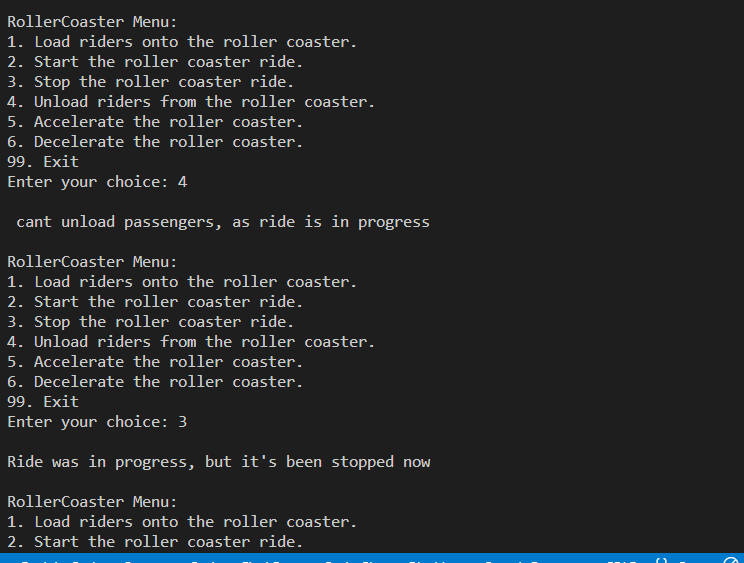 RollerCoaster Menu:
1. Load riders onto the roller coaster.
2. Start the roller coaster ride.
3. Stop the roller coaster ride.
4. Unload riders from the roller coaster.
5. Accelerate the roller coaster.
6. Decelerate the roller coaster.
99. Exit
Enter your choice: 4
cant unload passengers, as ride is in progress
RollerCoaster Menu:
1. Load riders onto the roller coaster.
2. Start the roller coaster ride.
3. Stop the roller coaster ride.
4. Unload riders from the roller coaster.
5. Accelerate the roller coaster.
6. Decelerate the roller coaster.
99. Exit
Enter your choice: 3
Ride was in progress, but it's been stopped now
RollerCoaster Menu:
1. Load riders onto the roller coaster.
2. Start the roller coaster ride.